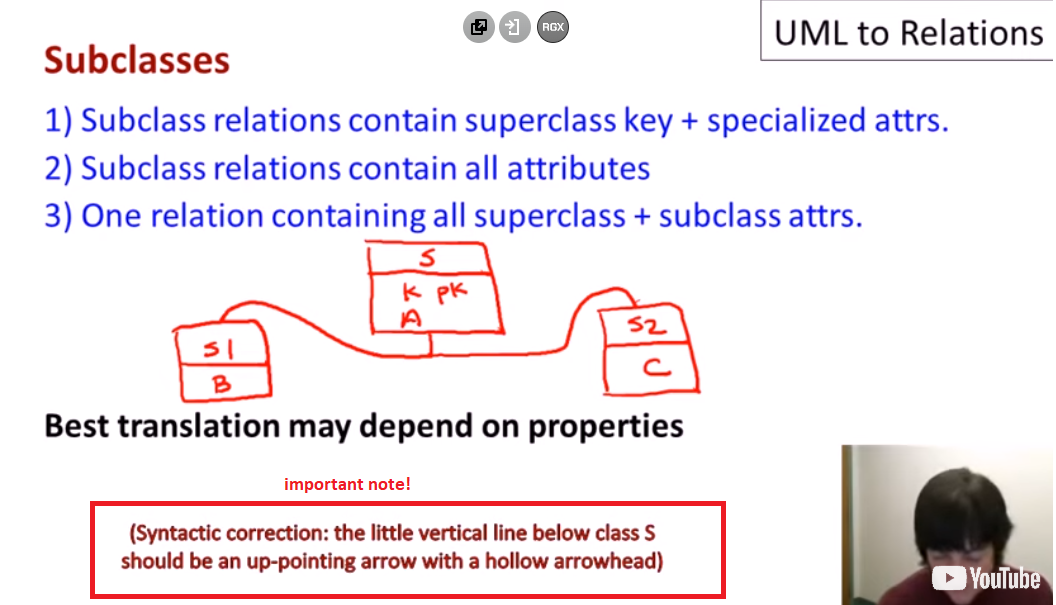 RGX
UML to Relations
Subclasses
1) Subclass relations contain superclass key + specialized attrs.
2) Subclass relations contain all attributes
3) One relation containing all superclass + subclass attrs.
S
K PK
A
S1
B
S2
C
Best translation may depend on properties
important note!
(Syntactic correction: the little vertical line below class S
should be an up-pointing arrow with a hollow arrowhead)
YouTube